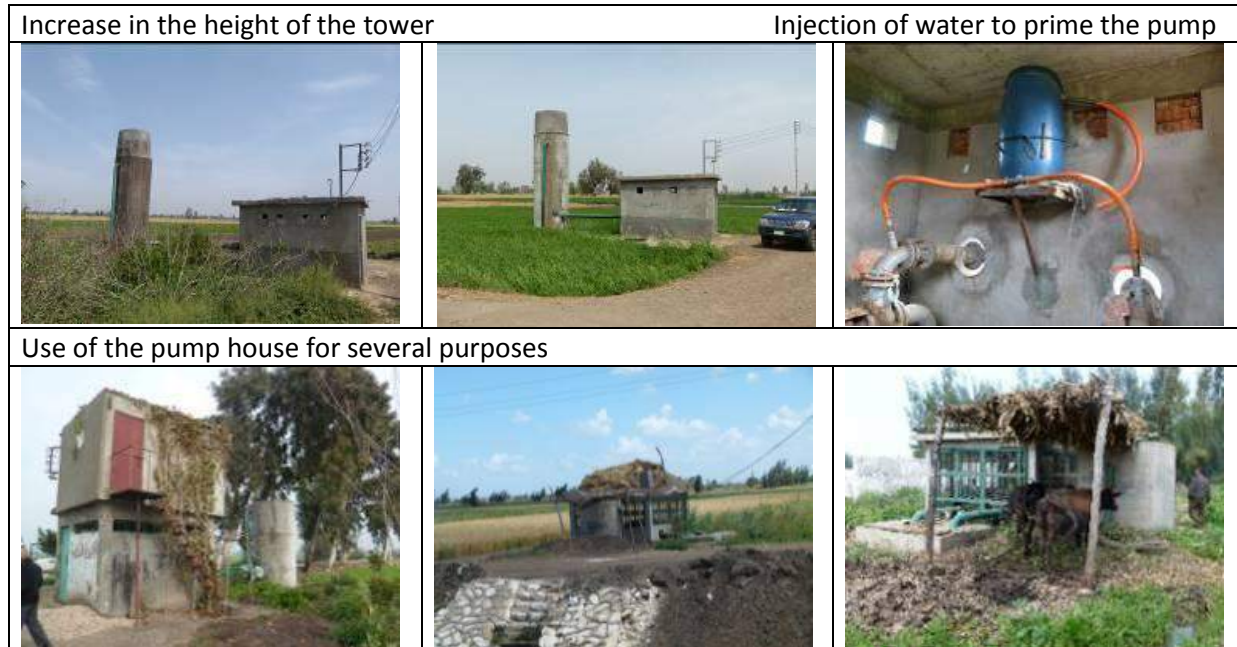 Increase in the height of the tower
Injection of water to prime the pump
Use of the pump house for several purposes